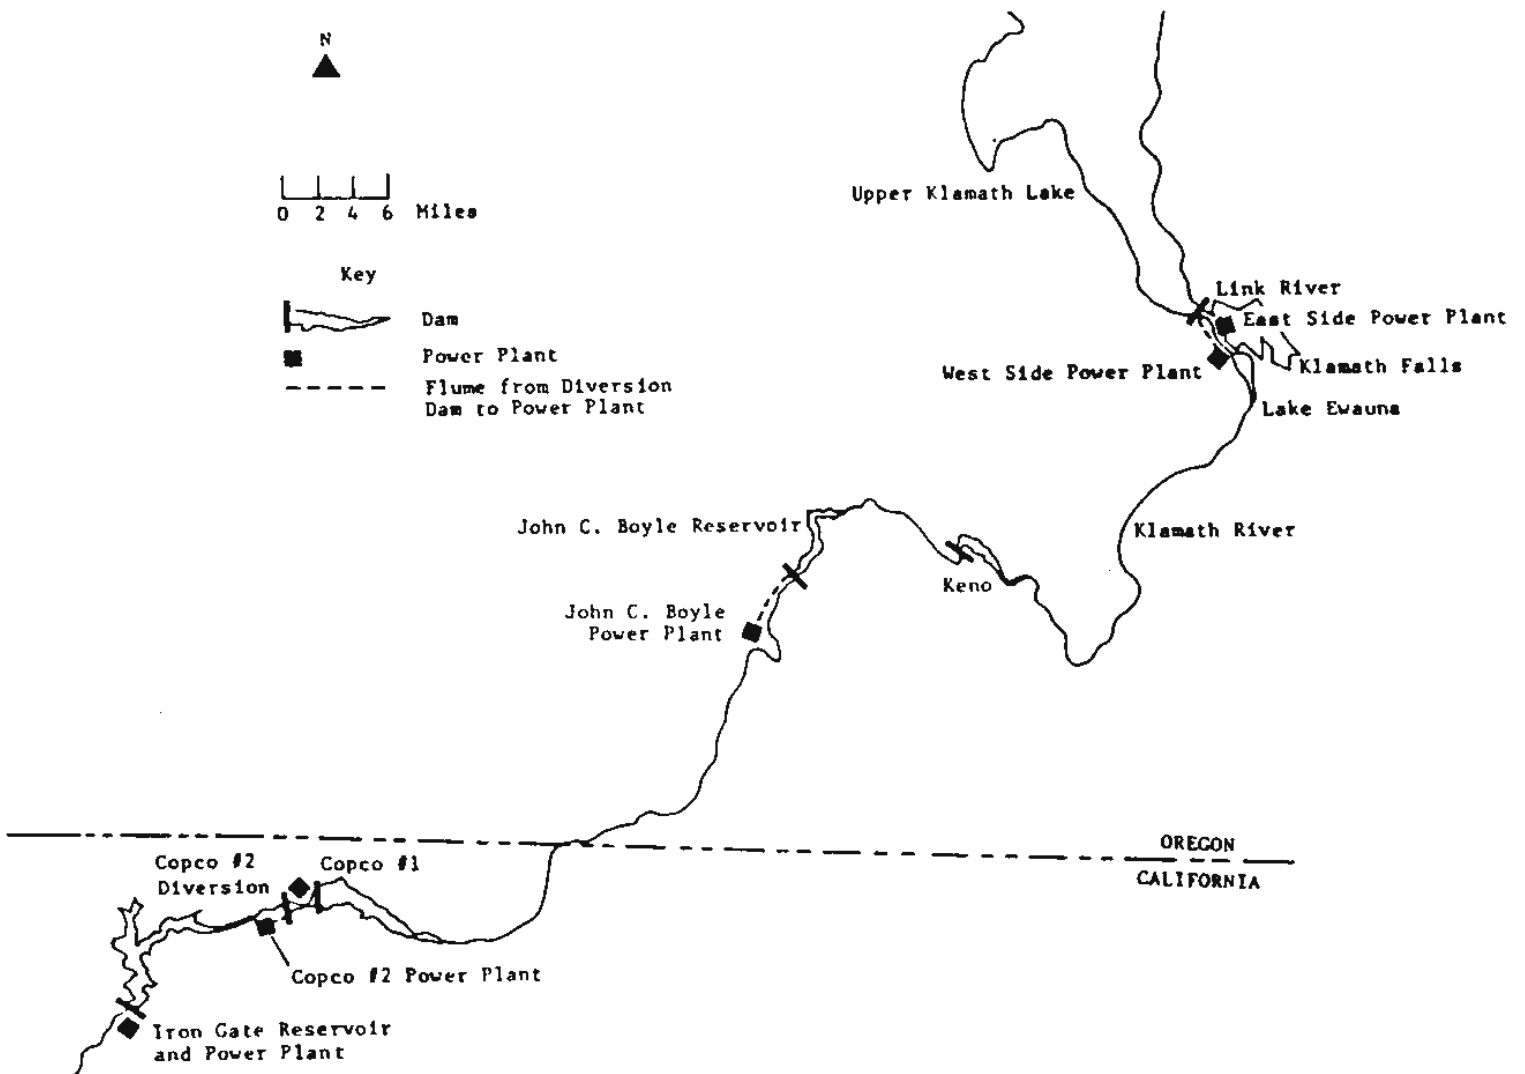 N
0 2 4 6 Miles
Key
Dam
Power Plant
Flume from Diversion
Dam to Power Plant
Upper Klamath Lake
Link River
East Side Power Plant
West Side Power Plant
Klamath Falls
Lake Ewauna
John C. Boyle Reservoir
Klamath River
Keno
John C. Boyle
Power Plant
OREGON
CALIFORNIA
Copco #2
Diversion
Copco #1
Copco #2 Power Plant
Iron Gate Reservoir
and Power Plant